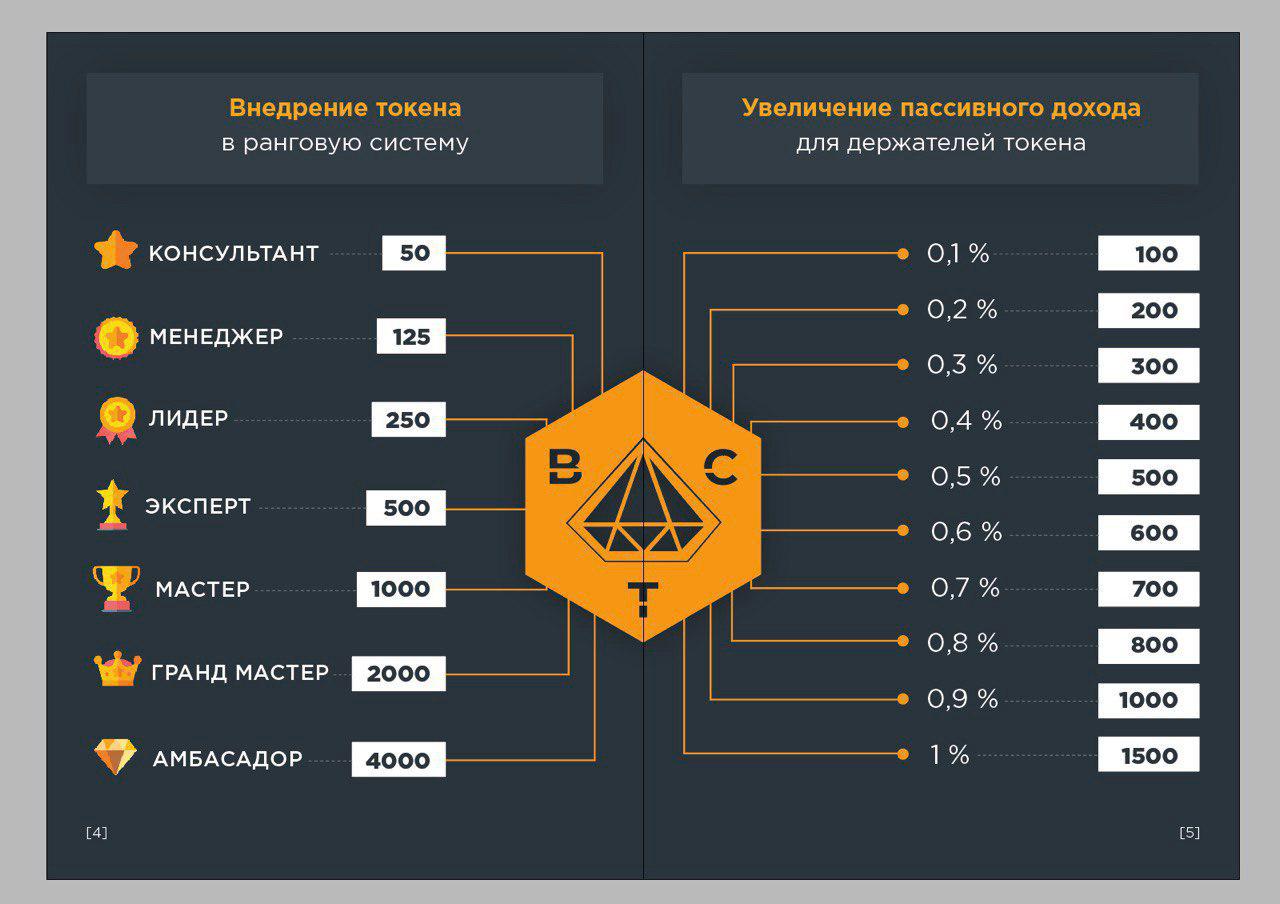 Внедрение токена
в ранговую систему
КОНСУЛЬТАНТ 50
МЕНЕДЖЕР 125
ЛИДЕР 250
ЭКСПЕРТ 500
МАСТЕР 1000
ГРАНД МАСТЕР 2000
АМБАСАДОР 4000
[4]
B C
T
Увеличение пассивного дохода
для держателей токена
0,1 % 100
0,2 % 200
0,3 % 300
0,4 % 400
0,5 % 500
0,6 % 600
0,7 % 700
0,8 % 800
0,9 % 1000
1 % 1500
[5]